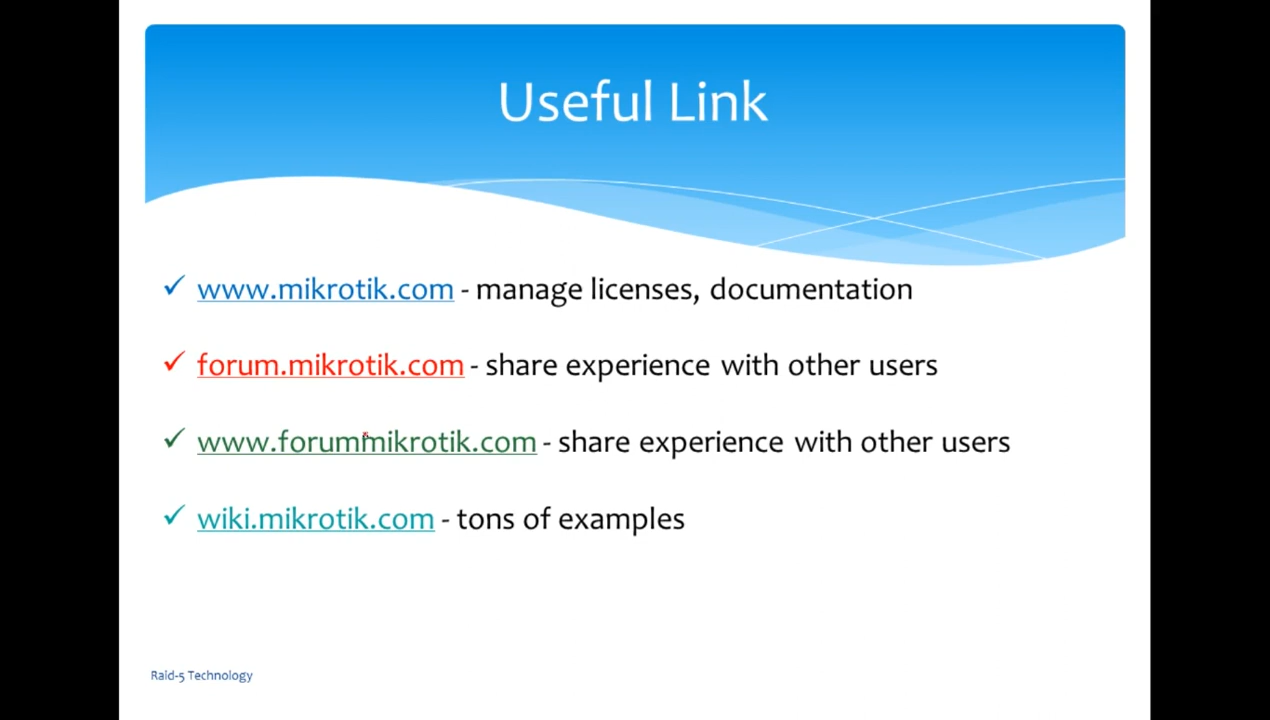 Useful Link
www.mikrotik.com - manage licenses, documentation
forum.mikrotik.com - share experience with other users
www.forummikrotik.com - share experience with other users
wiki.mikrotik.com - tons of examples
Raid-5 Technology